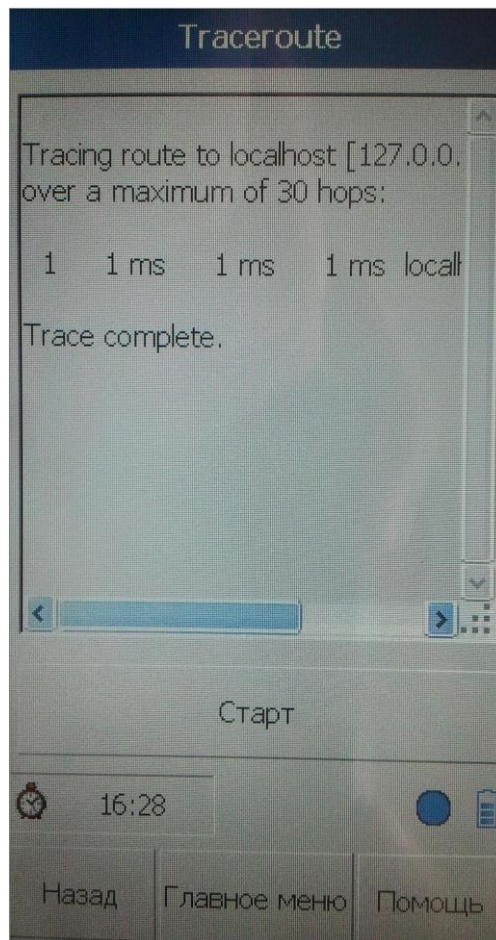 Traceroute
Tracing route to localhost [127.0.0.
over a maximum of 30 hops:
1 1 ms 1 ms 1 ms local
Trace complete.
Старт
16:28
Назад Главное меню Помощь